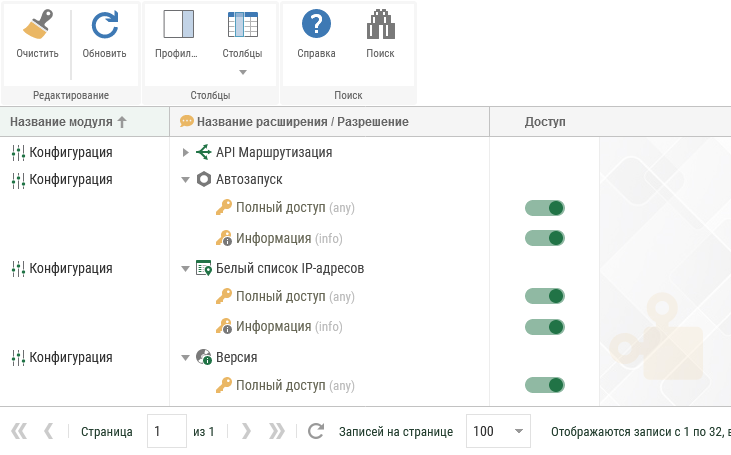 Очистить
Обновить
Профил...
Столбцы
Справка
Поиск
Редактирование
Столбцы
Поиск
Название модуля
Название расширения / Разрешение
Доступ
Конфигурация
API Маршрутизация
Конфигурация
Автозапуск
Полный доступ (any)
Информация (info)
Конфигурация
Белый список IP-адресов
Полный доступ (any)
Информация (info)
Конфигурация
Версия
Полный доступ (any)
Страница 1 из 1
Записей на странице 100
Отображаются записи с 1 по 32, в